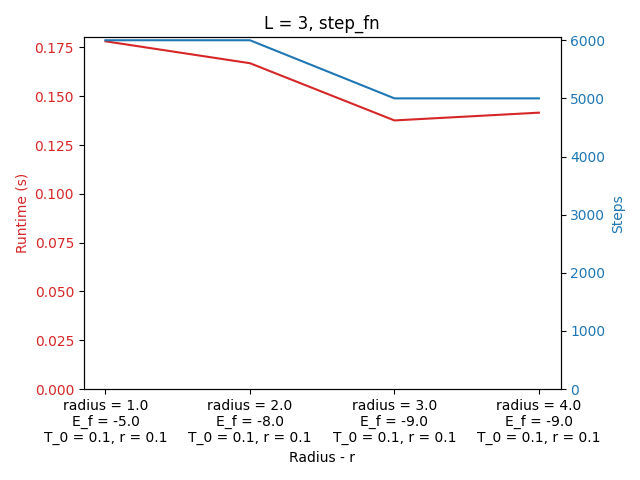 L = 3, step_fn
0.175
0.150
0.125
0.100
0.075
0.050
0.025
0.000
Runtime (s)
6000
5000
4000
3000
2000
1000
0
Steps
radius = 1.0 radius = 2.0 radius = 3.0 radius = 4.0
E_f = -5.0 E_f = -8.0 E_f = -9.0 E_f = -9.0
T_0 = 0.1, r = 0.1 T_0 = 0.1, r = 0.1 T_0 = 0.1, r = 0.1 T_0 = 0.1, r = 0.1
Radius - r